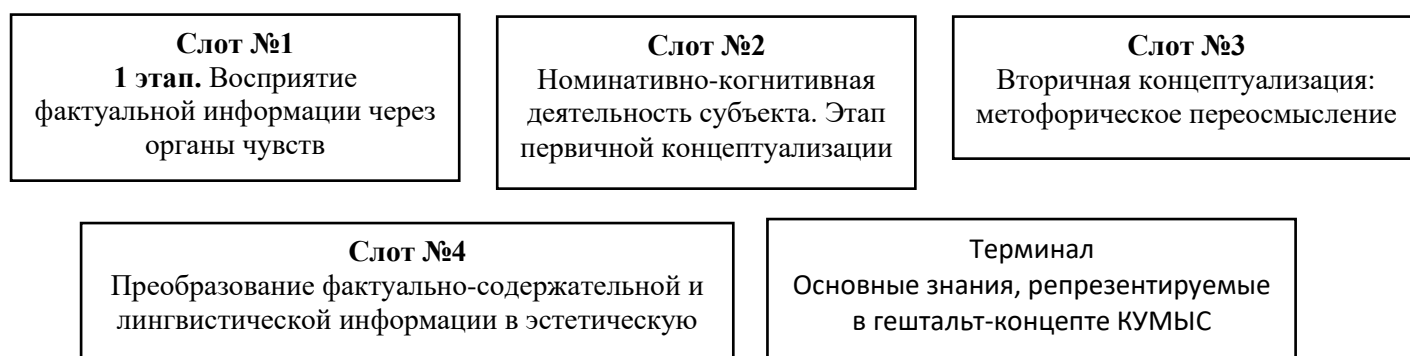 Слот №1
1 этап. Восприятие
фактуальной информации через
органы чувств
Слот №2
Номинативно-когнитивная
деятельность субъекта. Этап
первичной концептуализации
Слот №3
Вторичная концептуализация:
метофорическое переосмысление
Слот №4
Преобразование фактуально-содержательной и
лингвистической информации в эстетическую
Терминал
Основные знания, репрезентируемые
в гештальт-концепте КУМЫС